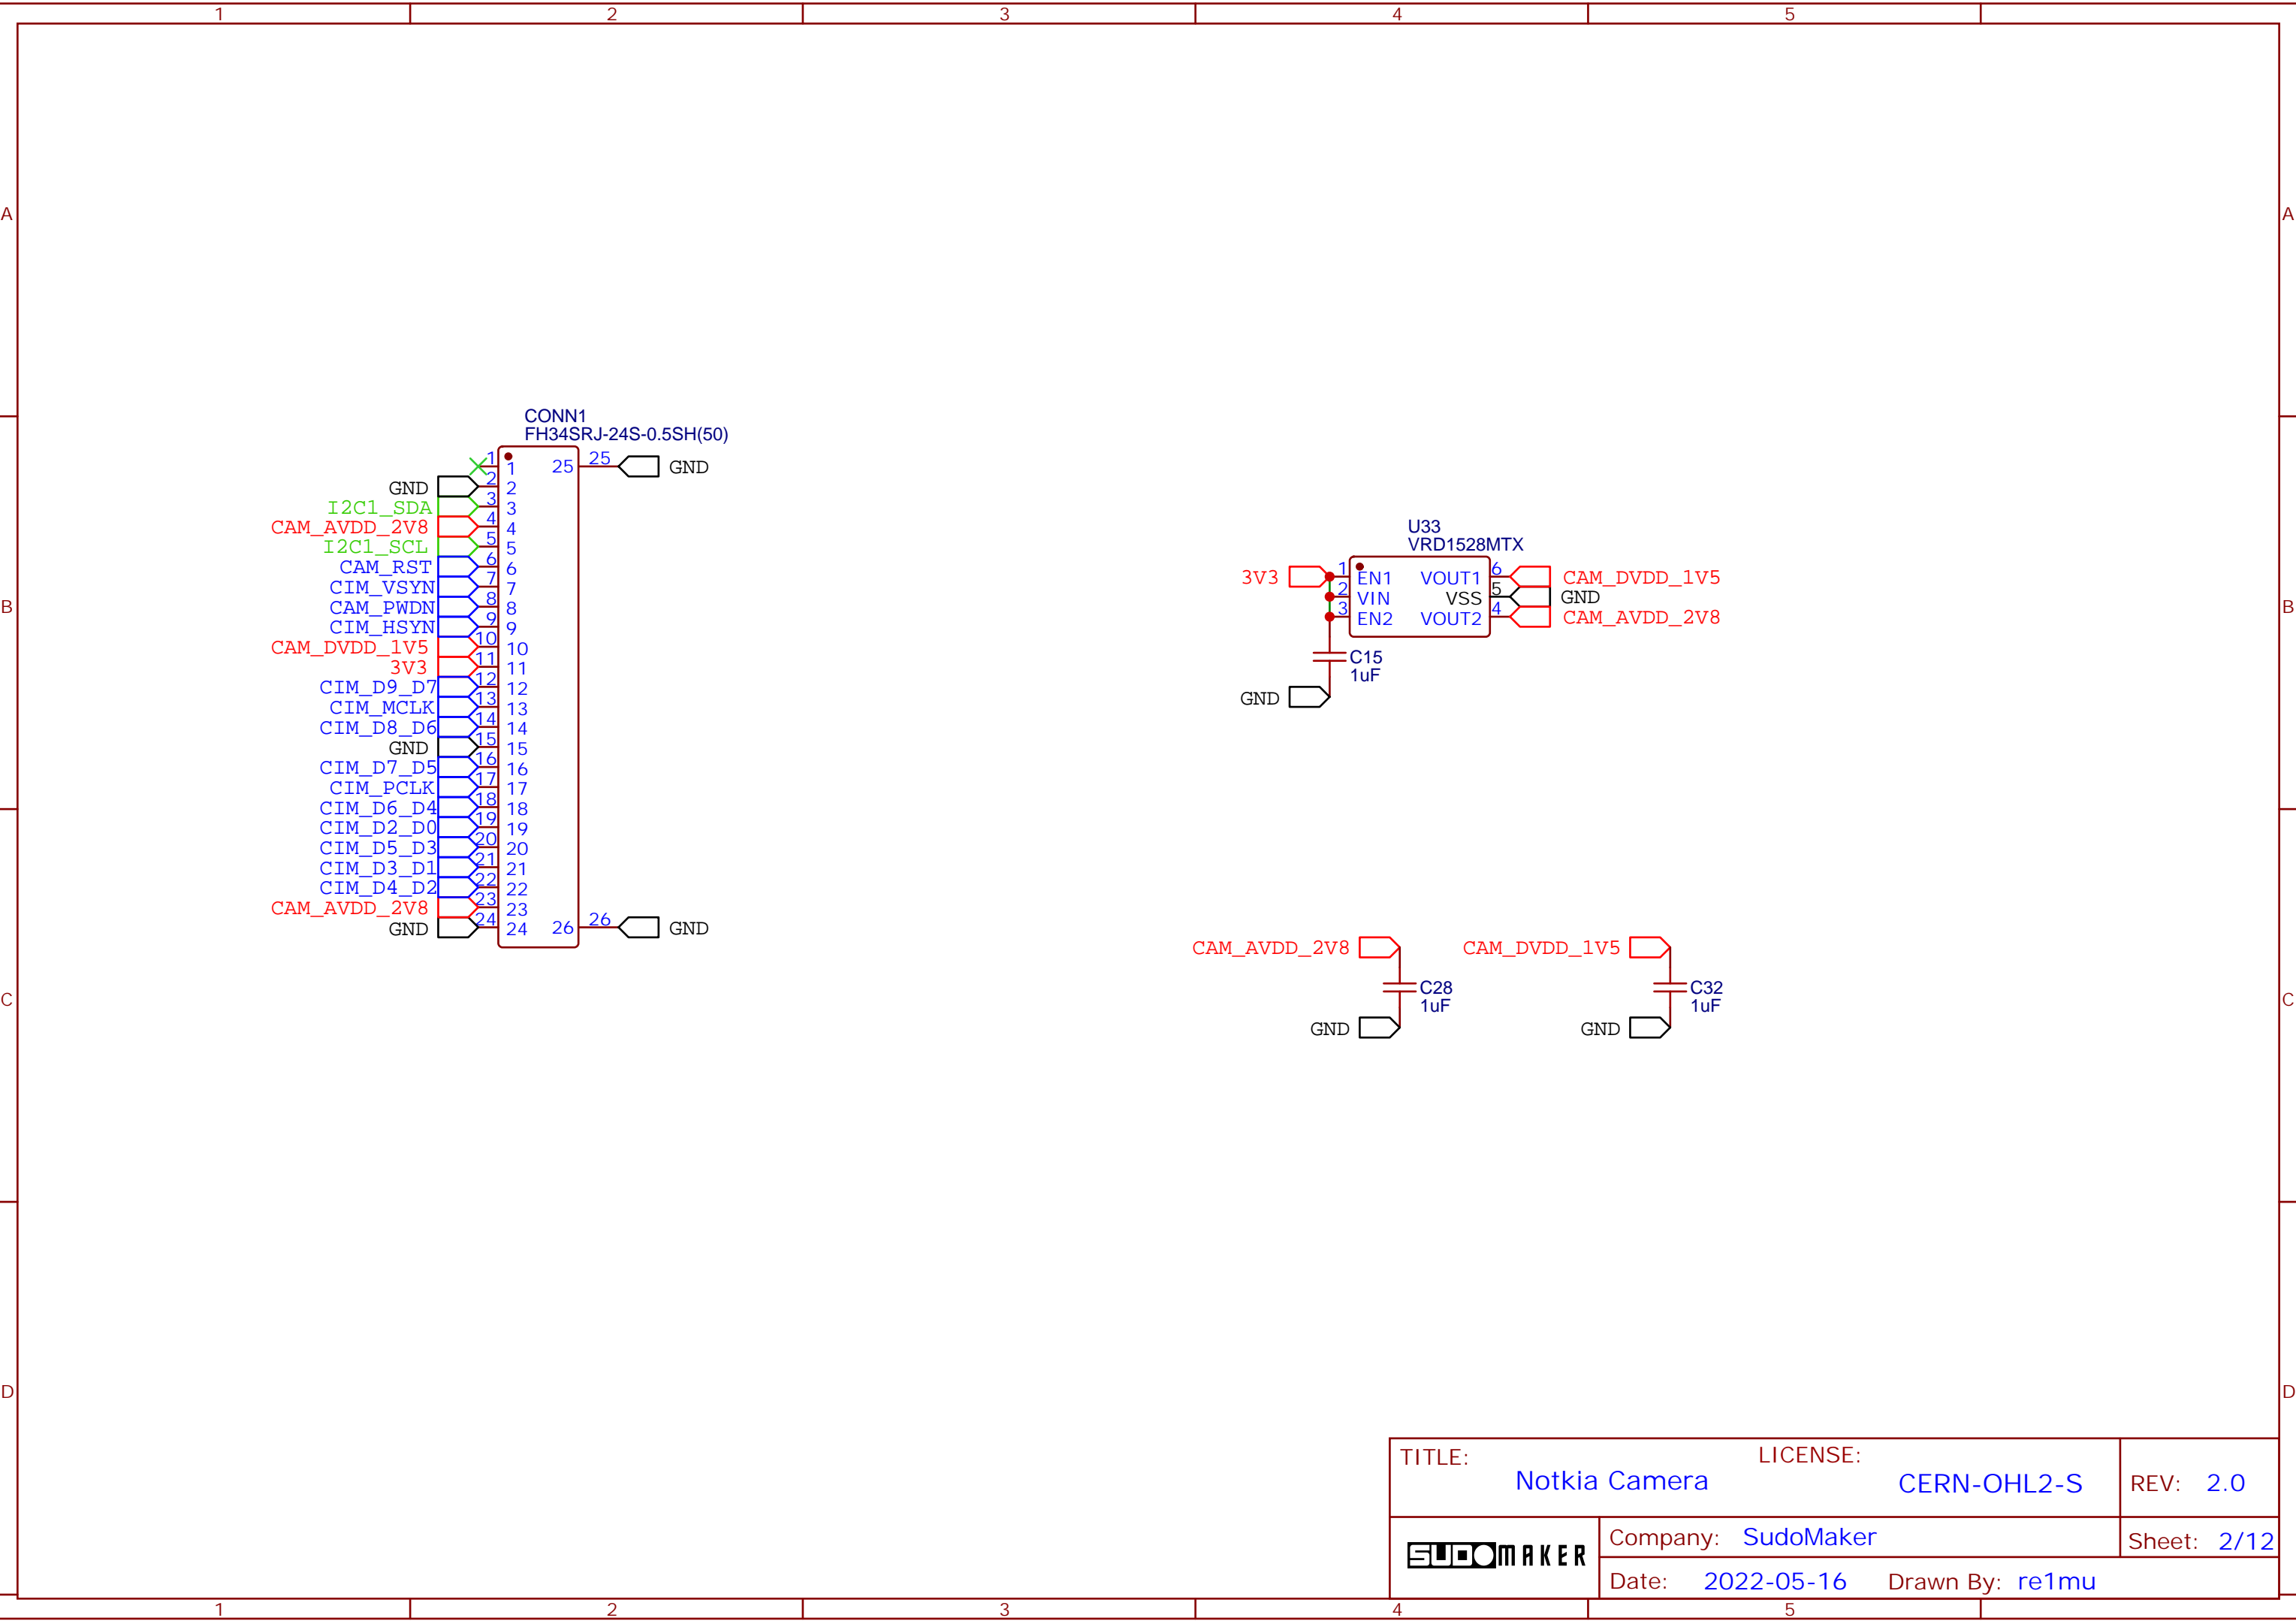 1 2 3 4 5
A A
B B
C C
D D
CONN1
FH34SRJ-24S-0.5SH(50)
1 1 25 25 GND
GND 2 2
I2C1_SDA 3 3
CAM_AVDD_2V8 4 4
I2C1_SCL 5 5
CAM_RST 6 6
CIM_VSYN 7 7
CAM_PWDN 8 8
CIM_HSYN 9 9
CAM_DVDD_1V5 10 10
3V3 11 11
CIM_D9_D7 12 12
CIM_MCLK 13 13
CIM_D8_D6 14 14
GND 15 15
CIM_D7_D5 16 16
CIM_PCLK 17 17
CIM_D6_D4 18 18
CIM_D2_D0 19 19
CIM_D5_D3 20 20
CIM_D3_D1 21 21
CIM_D4_D2 22 22
CAM_AVDD_2V8 23 23
GND 24 24 26 26 GND
U33
VRD1528MTX
3V3 1 EN1 VOUT1 6 CAM_DVDD_1V5
2 VIN VSS 5 GND
3 EN2 VOUT2 4 CAM_AVDD_2V8
C15
1uF
GND
CAM_AVDD_2V8
C28
1uF
GND
CAM_DVDD_1V5
C32
1uF
GND
TITLE: Notkia Camera
LICENSE: CERN-OHL2-S
REV: 2.0
SUDOMAKER
Company: SudoMaker
Sheet: 2/12
Date: 2022-05-16 Drawn By: re1mu
1 2 3 4 5